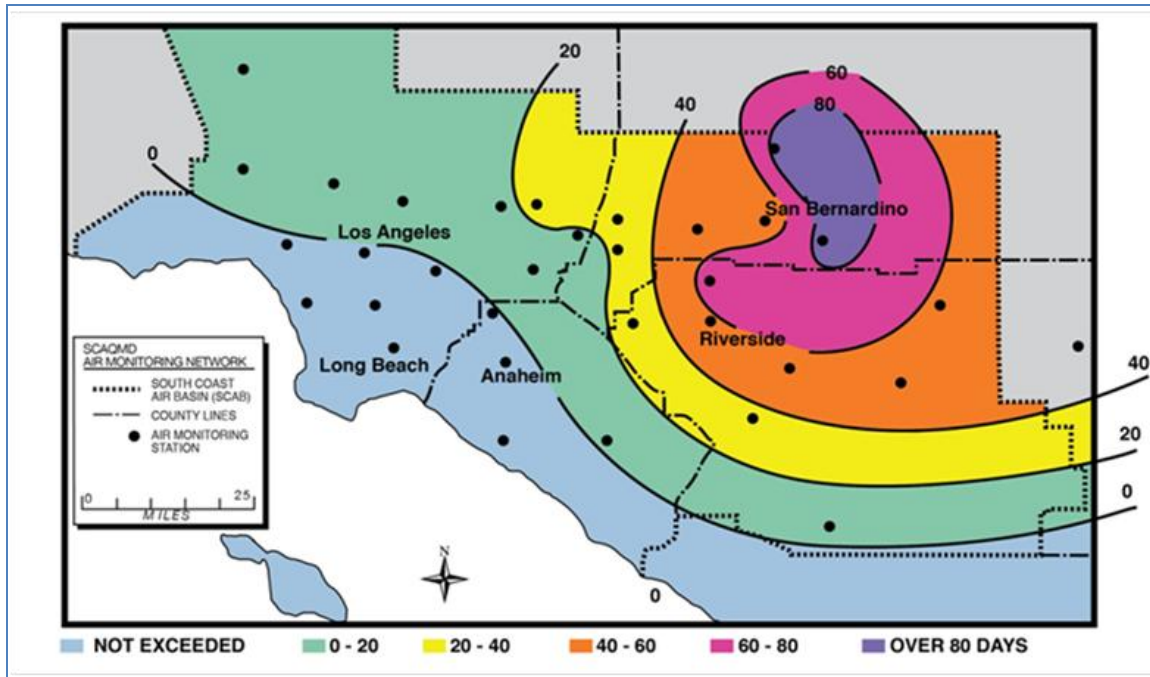 20
60
40
80
0
San Bernardino
Los Angeles
SCAQMD
AIR MONITORING NETWORK
SOUTH COAST
AIR BASIN (SCAB)
COUNTY LINES
AIR MONITORING
STATION
0 25
MILES
Long Beach
Anaheim
Riverside
40
20
0
N
0
NOT EXCEEDED 0 - 20 20 - 40 40 - 60 60 - 80 OVER 80 DAYS